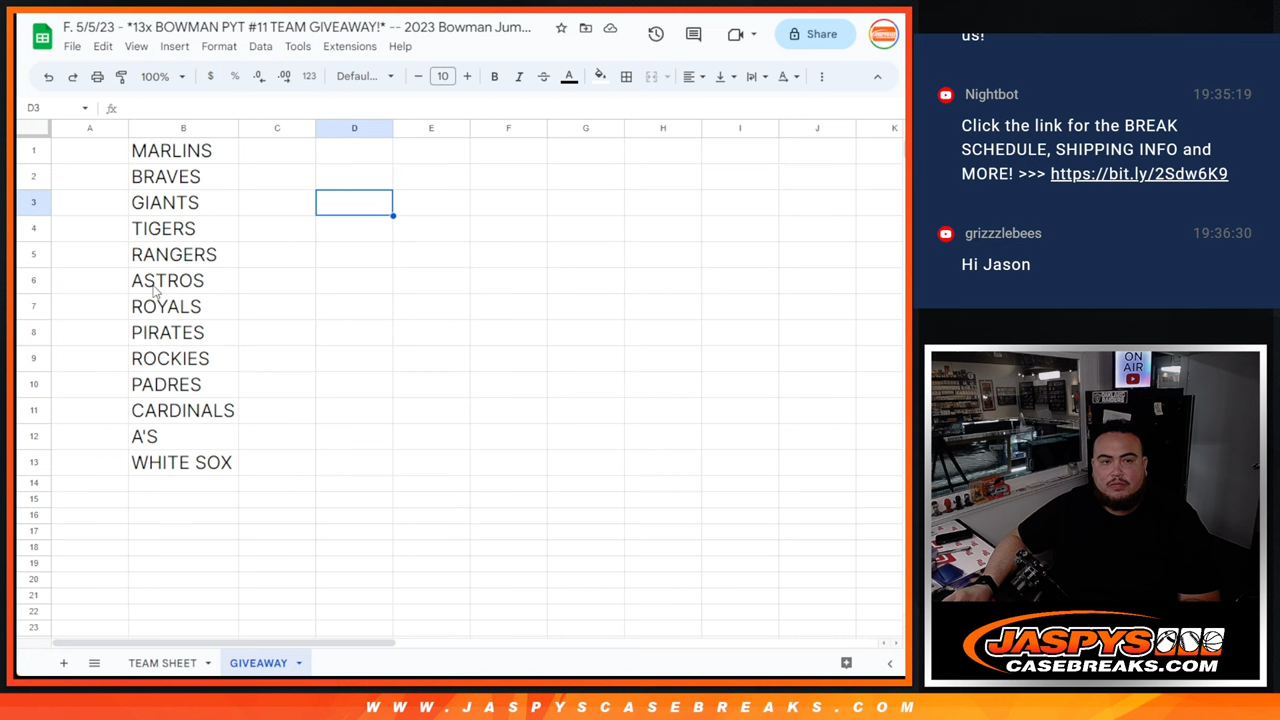 F. 5/5/23 - *13x BOWMAN PYT #11 TEAM GIVEAWAY!* -- 2023 Bowman Jum...
Share
File Edit View Insert Format Data Tools Extensions Help
100% $ % .0 .00 123 Defaul... - 10 + B I A
D3 fx
A B C D E F G H I J K
1 MARLINS
2 BRAVES
3 GIANTS
4 TIGERS
5 RANGERS
6 ASTROS
7 ROYALS
8 PIRATES
9 ROCKIES
10 PADRES
11 CARDINALS
12 A'S
13 WHITE SOX
14
15
16
17
18
19
20
21
22
23
TEAM SHEET GIVEAWAY
us!
Nightbot 19:35:19
Click the link for the BREAK
SCHEDULE, SHIPPING INFO and
MORE! >>> https://bit.ly/2Sdw6K9
grizzzlebees 19:36:30
Hi Jason
ON
AIR
JASPYS
CASEBREAKS.COM
WWW.JASPYSCASEBREAKS.COM